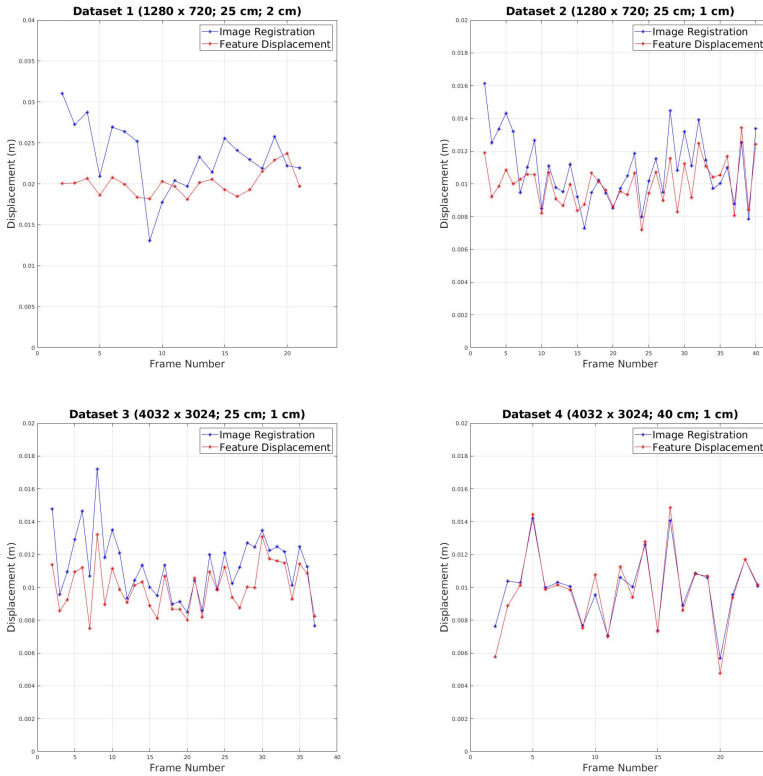 Dataset 1 (1280 x 720; 25 cm; 2 cm)
0.04
0.035
0.03
0.025
0.02
0.015
0.01
0.005
0
Displacement (m)
Image Registration
Feature Displacement
0 5 10 15 20
Frame Number
Dataset 2 (1280 x 720; 25 cm; 1 cm)
0.02
0.018
0.016
0.014
0.012
0.01
0.008
0.006
0.004
0.002
0
Displacement (m)
Image Registration
Feature Displacement
0 5 10 15 20 25 30 35 40
Frame Number
Dataset 3 (4032 x 3024; 25 cm; 1 cm)
0.02
0.018
0.016
0.014
0.012
0.01
0.008
0.006
0.004
0.002
0
Displacement (m)
Image Registration
Feature Displacement
0 5 10 15 20 25 30 35 40
Frame Number
Dataset 4 (4032 x 3024; 40 cm; 1 cm)
0.02
0.018
0.016
0.014
0.012
0.01
0.008
0.006
0.004
0.002
0
Displacement (m)
Image Registration
Feature Displacement
0 5 10 15 20
Frame Number